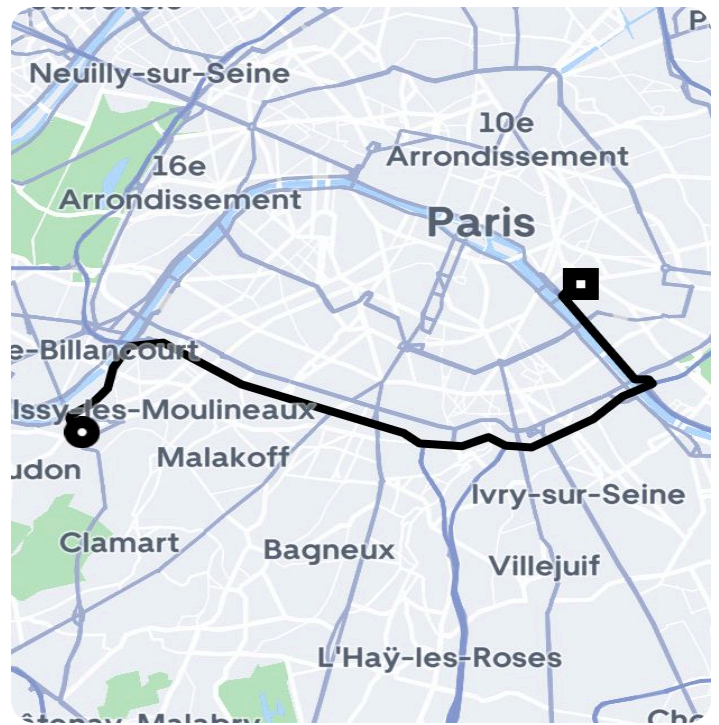 Neuilly-sur-Seine
10e
Arrondissement
16e
Arrondissement
Paris
e-Billancourt
Issy-les-Moulineaux
udon
Malakoff
Ivry-sur-Seine
Clamart
Bagneux
Villejuif
L'Haÿ-les-Roses